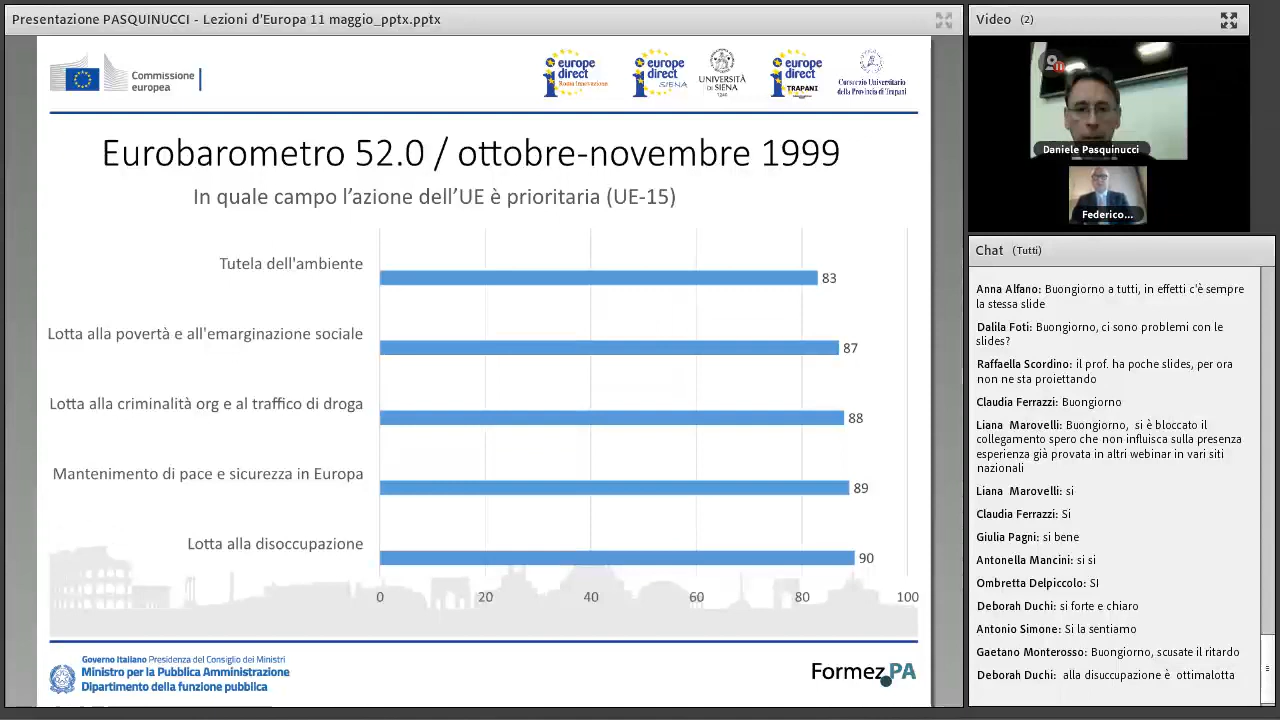 Presentazione PASQUINUCCI - Lezioni d'Europa 11 maggio_pptx.pptx
Commissione
europea
europe
direct
Roma Innovazione
europe
direct
SIENA
UNIVERSITÀ
DI SIENA
1240
europe
direct
TRAPANI
Consorzio Universitario
della Provincia di Trapani
Eurobarometro 52.0 / ottobre-novembre 1999
In quale campo l’azione dell’UE è prioritaria (UE-15)
Tutela dell'ambiente
83
Lotta alla povertà e all'emarginazione sociale
87
Lotta alla criminalità org e al traffico di droga
88
Mantenimento di pace e sicurezza in Europa
89
Lotta alla disoccupazione
90
0 20 40 60 80 100
Governo Italiano Presidenza del Consiglio dei Ministri
Ministro per la Pubblica Amministrazione
Dipartimento della funzione pubblica
Formez PA
Video (2)
Daniele Pasquinucci
Federico...
Chat (Tutti)
Anna Alfano: Buongiorno a tutti, in effetti c'è sempre
la stessa slide
Dalila Foti: Buongiorno, ci sono problemi con le
slides?
Raffaella Scordino: il prof. ha poche slides, per ora
non ne sta proiettando
Claudia Ferrazzi: Buongiorno
Liana Marovelli: Buongiorno, si è bloccato il
collegamento spero che non influisca sulla presenza
esperienza già provata in altri webinar in vari siti
nazionali
Liana Marovelli: si
Claudia Ferrazzi: Si
Giulia Pagni: si bene
Antonella Mancini: si si
Ombretta Delpiccolo: SI
Deborah Duchi: si forte e chiaro
Antonio Simone: Si la sentiamo
Gaetano Monterosso: Buongiorno, scusate il ritardo
Deborah Duchi: alla disuccupazione è ottimalotta